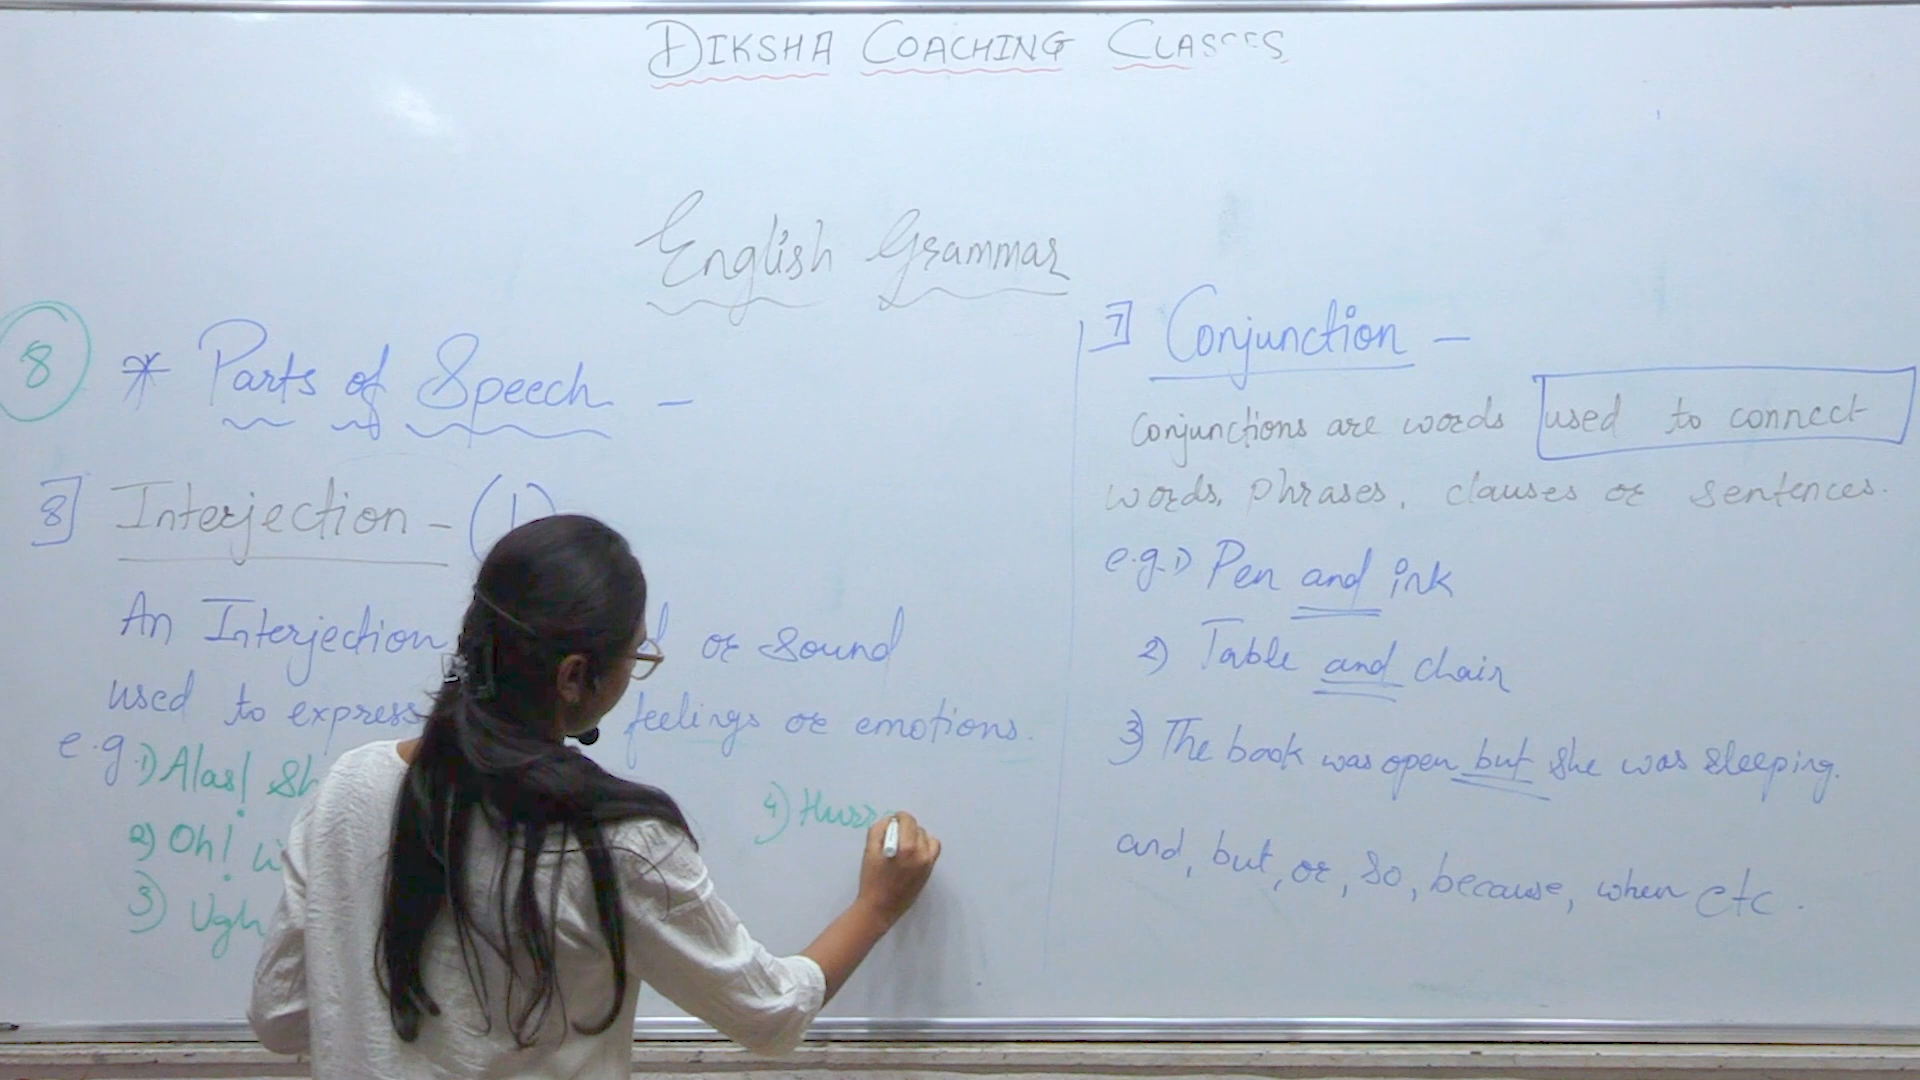 DIKSHA COACHING CLASSES
English Grammar
8
* Parts of Speech -
8] Interjection - (!)
An Interjection or sound
used to express feelings or emotions.
e.g. 1) Alas! Sh
2) Oh!
3) Ugh
4) Hurr
7] Conjunction -
Conjunctions are words used to connect
words, phrases, clauses or sentences.
e.g. 1) Pen and ink
2) Table and chair
3) The book was open but she was sleeping.
and, but, or, so, because, when etc.